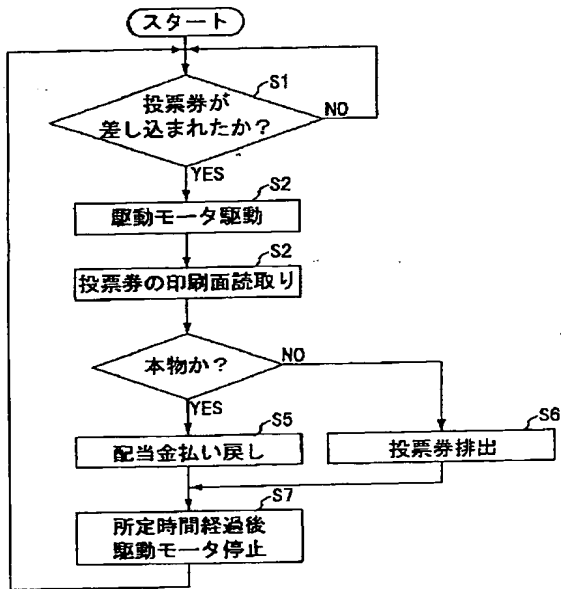 スタート
S1
投票券が
差し込まれたか？
NO
YES
S2
駆動モータ駆動
S2
投票券の印刷面読取り
本物か？
NO
YES
S5
配当金払い戻し
S6
投票券排出
S7
所定時間経過後
駆動モータ停止